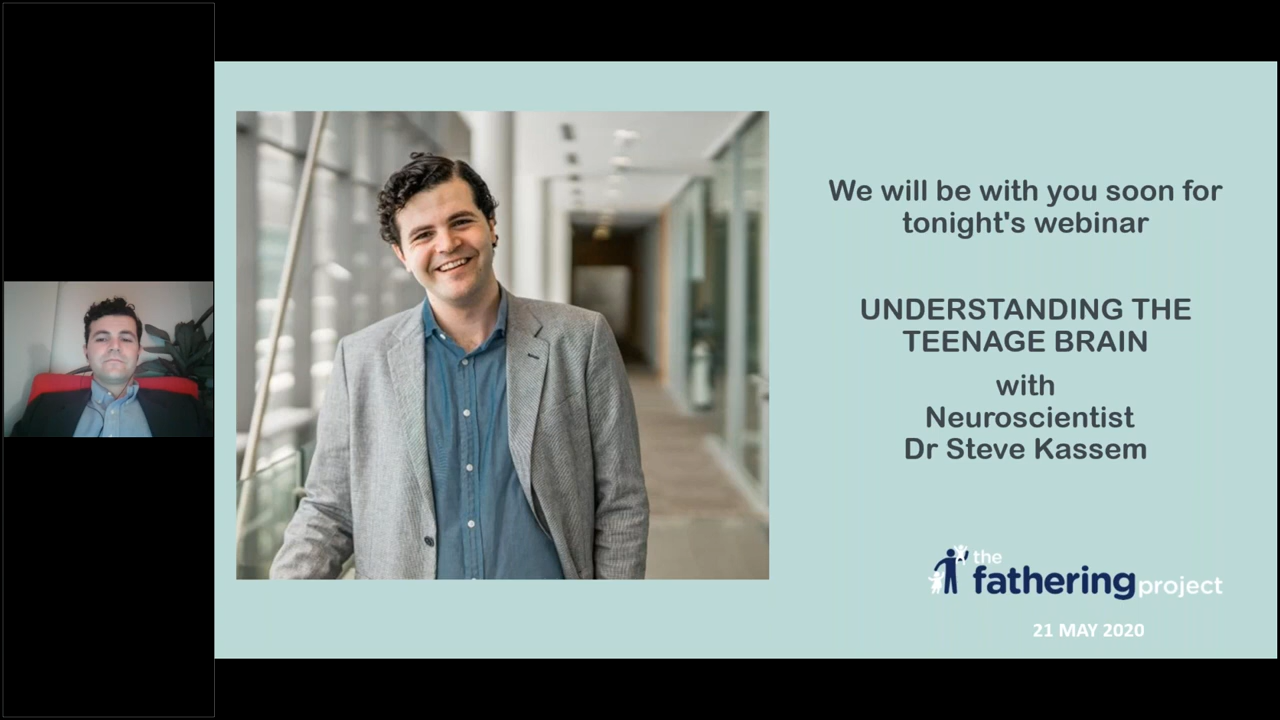 We will be with you soon for
tonight's webinar
UNDERSTANDING THE
TEENAGE BRAIN
with
Neuroscientist
Dr Steve Kassem
the
fathering project
21 MAY 2020